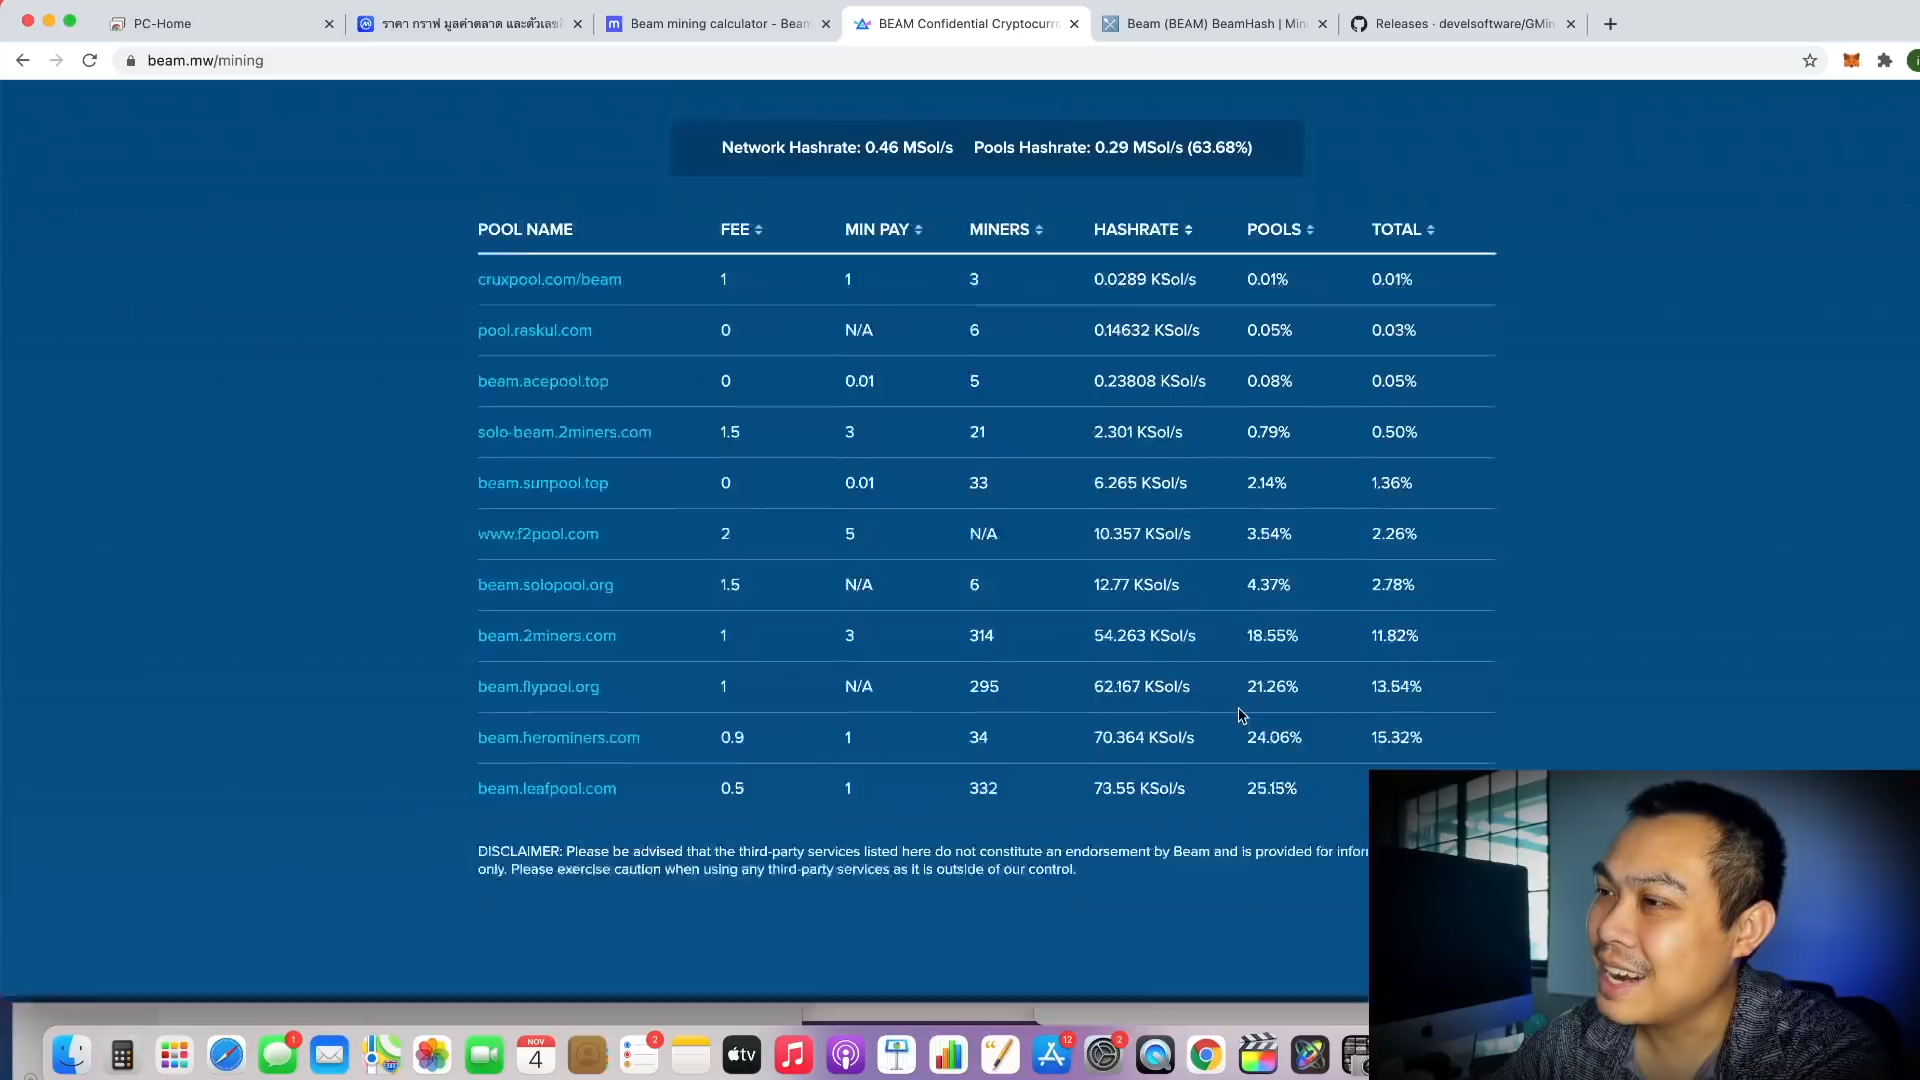 PC-Home
ราคา กราฟ มูลค่าตลาด และตัวเลข
Beam mining calculator - Beam
BEAM Confidential Cryptocurre
Beam (BEAM) BeamHash | Min
Releases · develsoftware/GMin
beam.mw/mining
Network Hashrate: 0.46 MSol/s Pools Hashrate: 0.29 MSol/s (63.68%)
POOL NAME FEE MIN PAY MINERS HASHRATE POOLS TOTAL
cruxpool.com/beam 1 1 3 0.0289 KSol/s 0.01% 0.01%
pool.raskul.com 0 N/A 6 0.14632 KSol/s 0.05% 0.03%
beam.acepool.top 0 0.01 5 0.23808 KSol/s 0.08% 0.05%
solo-beam.2miners.com 1.5 3 21 2.301 KSol/s 0.79% 0.50%
beam.sunpool.top 0 0.01 33 6.265 KSol/s 2.14% 1.36%
www.f2pool.com 2 5 N/A 10.357 KSol/s 3.54% 2.26%
beam.solopool.org 1.5 N/A 6 12.77 KSol/s 4.37% 2.78%
beam.2miners.com 1 3 314 54.263 KSol/s 18.55% 11.82%
beam.flypool.org 1 N/A 295 62.167 KSol/s 21.26% 13.54%
beam.herominers.com 0.9 1 34 70.364 KSol/s 24.06% 15.32%
beam.leafpool.com 0.5 1 332 73.55 KSol/s 25.15%
DISCLAIMER: Please be advised that the third-party services listed here do not constitute an endorsement by Beam and is provided for infor
only. Please exercise caution when using any third-party services as it is outside of our control.
1
NOV
4
2
tv
12
2